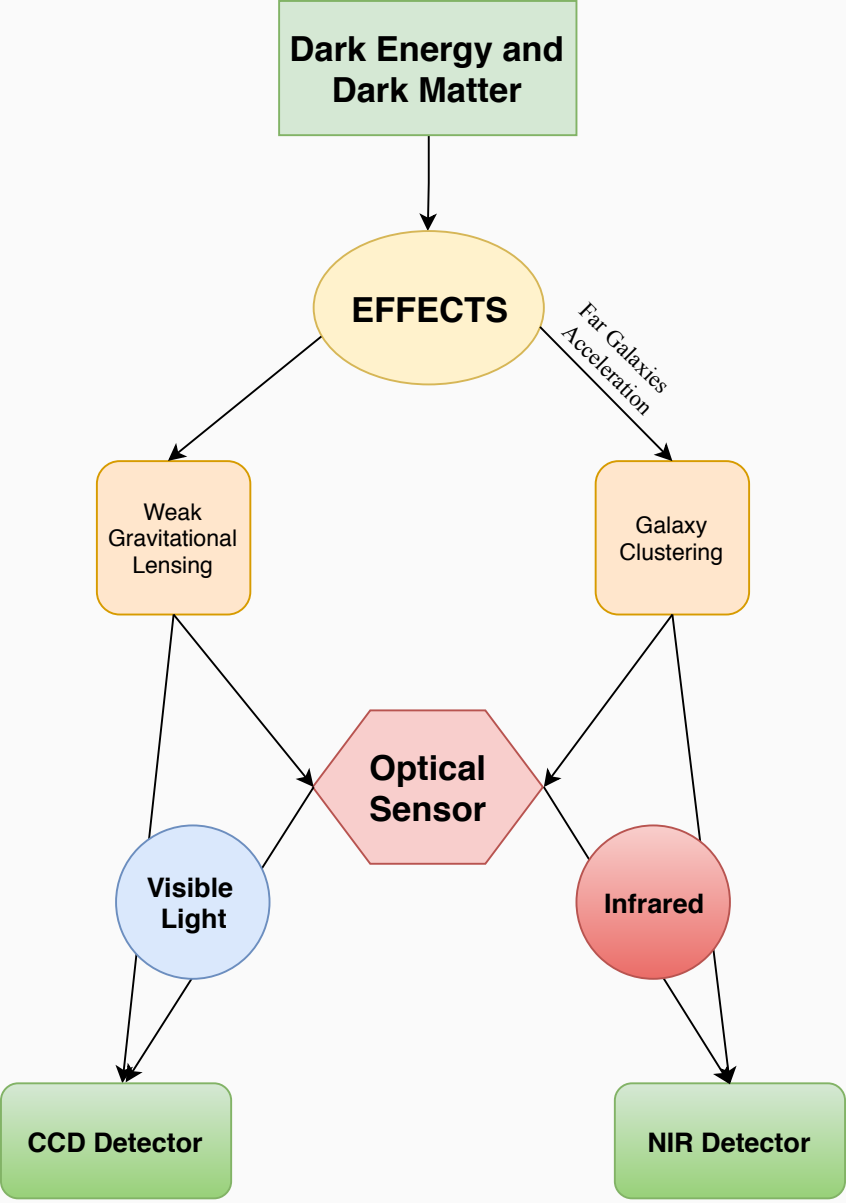 Dark Energy and
Dark Matter
EFFECTS
Far Galaxies
Acceleration
Weak
Gravitational
Lensing
Galaxy
Clustering
Optical
Sensor
Visible
Light
Infrared
CCD Detector
NIR Detector